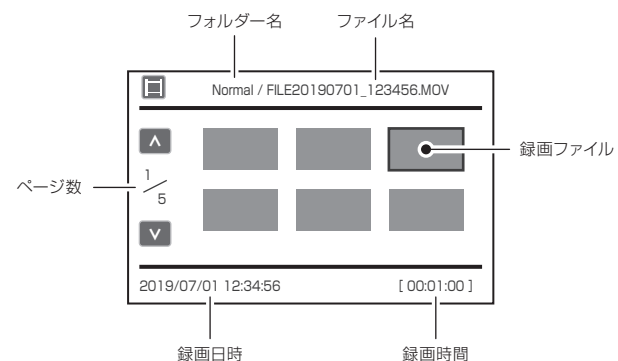 フォルダー名
ファイル名
Normal / FILE20190701_123456.MOV
録画ファイル
ページ数
1
5
2019/07/01 12:34:56
[ 00:01:00 ]
録画日時
録画時間